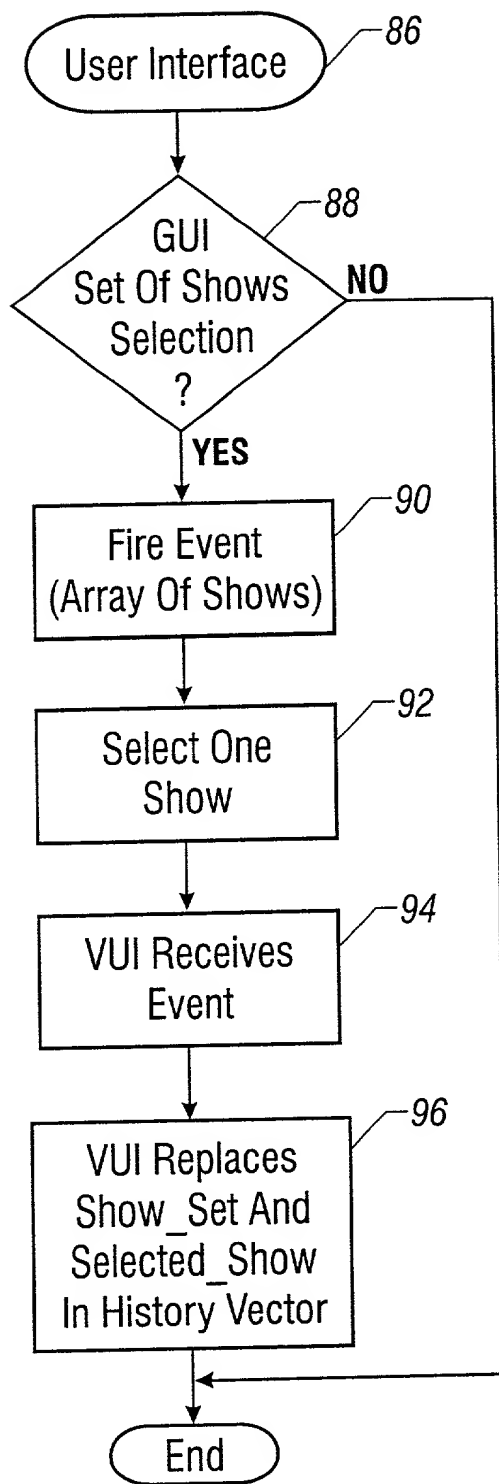 User Interface
86
GUI
Set Of Shows
Selection
?
88
NO
YES
Fire Event
(Array Of Shows)
90
Select One
Show
92
VUI Receives
Event
94
VUI Replaces
Show_Set And
Selected_Show
In History Vector
96
End